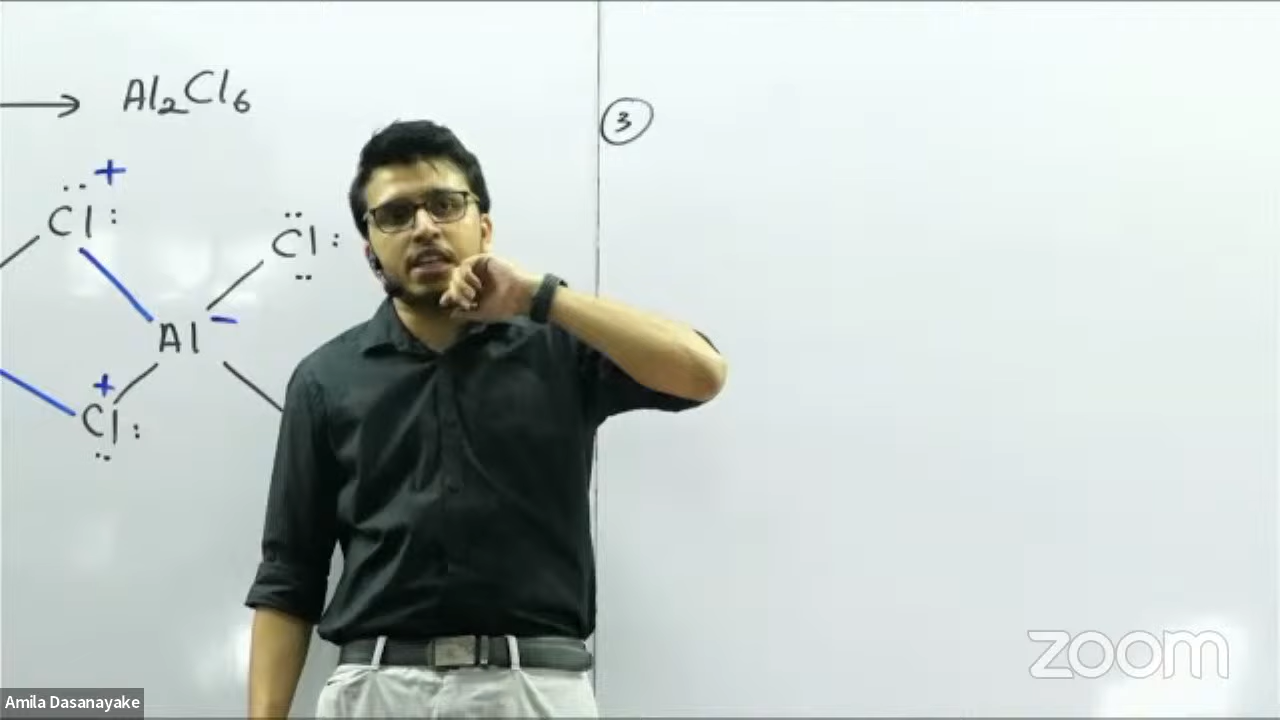 → Al₂Cl₆
3
+
Cl:
Cl:
Al −
+
Cl:
zoom
Amila Dasanayake